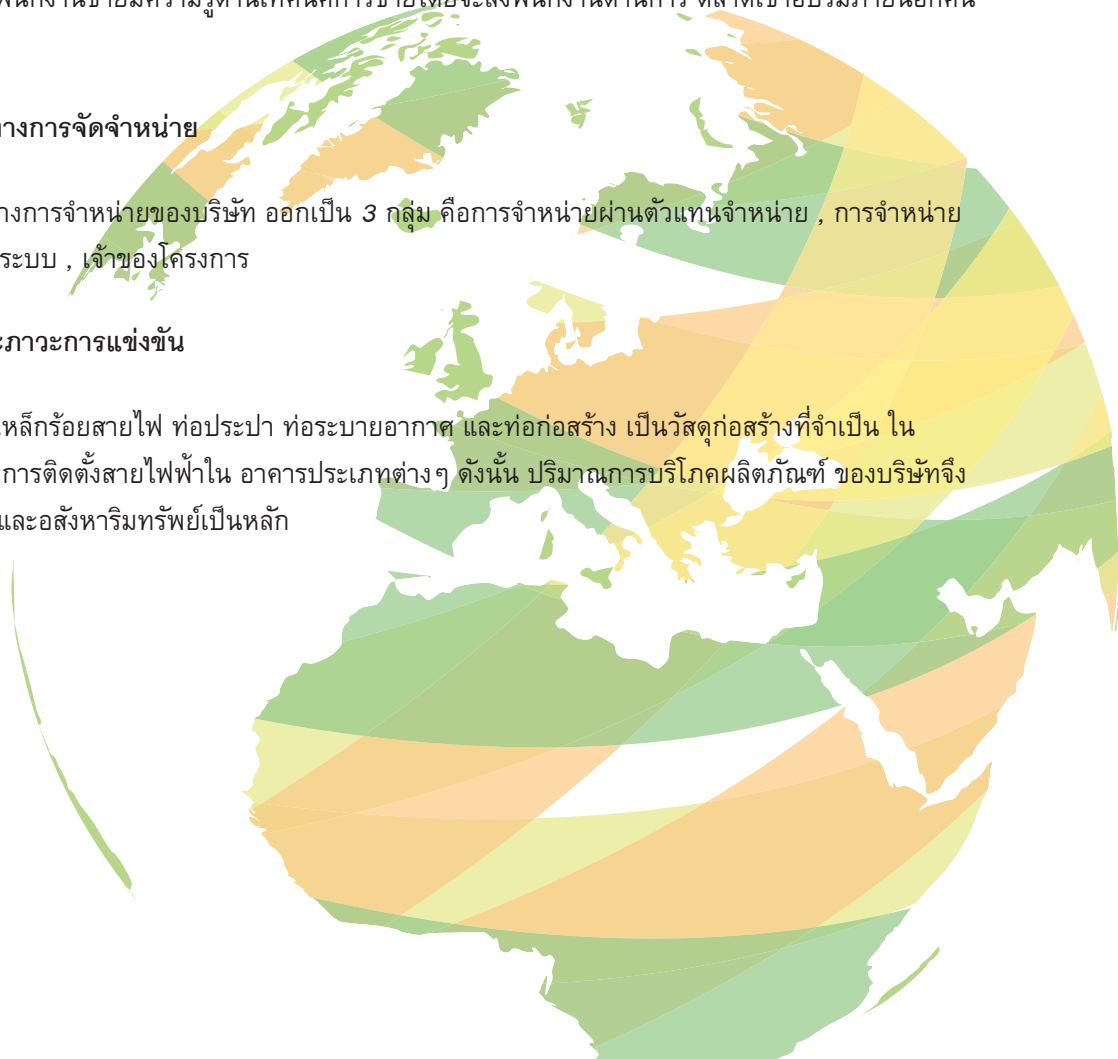 พนักงานขายมีความรู้ด้านเทคนิคการขายโดยจะส่งพนักงานด้านการ ตลาดเข้าอบรมภายนอกคน
ทางการจัดจำหน่าย
างการจำหน่ายของบริษัท ออกเป็น 3 กลุ่ม คือการจำหน่ายผ่านตัวแทนจำหน่าย , การจำหน่าย
ระบบ , เจ้าของโครงการ
ะภาวะการแข่งขัน
เหล็กร้อยสายไฟ ท่อประปา ท่อระบายอากาศ และท่อก่อสร้าง เป็นวัสดุก่อสร้างที่จำเป็น ใน
การติดตั้งสายไฟฟ้าใน อาคารประเภทต่างๆ ดังนั้น ปริมาณการบริโภคผลิตภัณฑ์ ของบริษัทจึง
และอสังหาริมทรัพย์เป็นหลัก